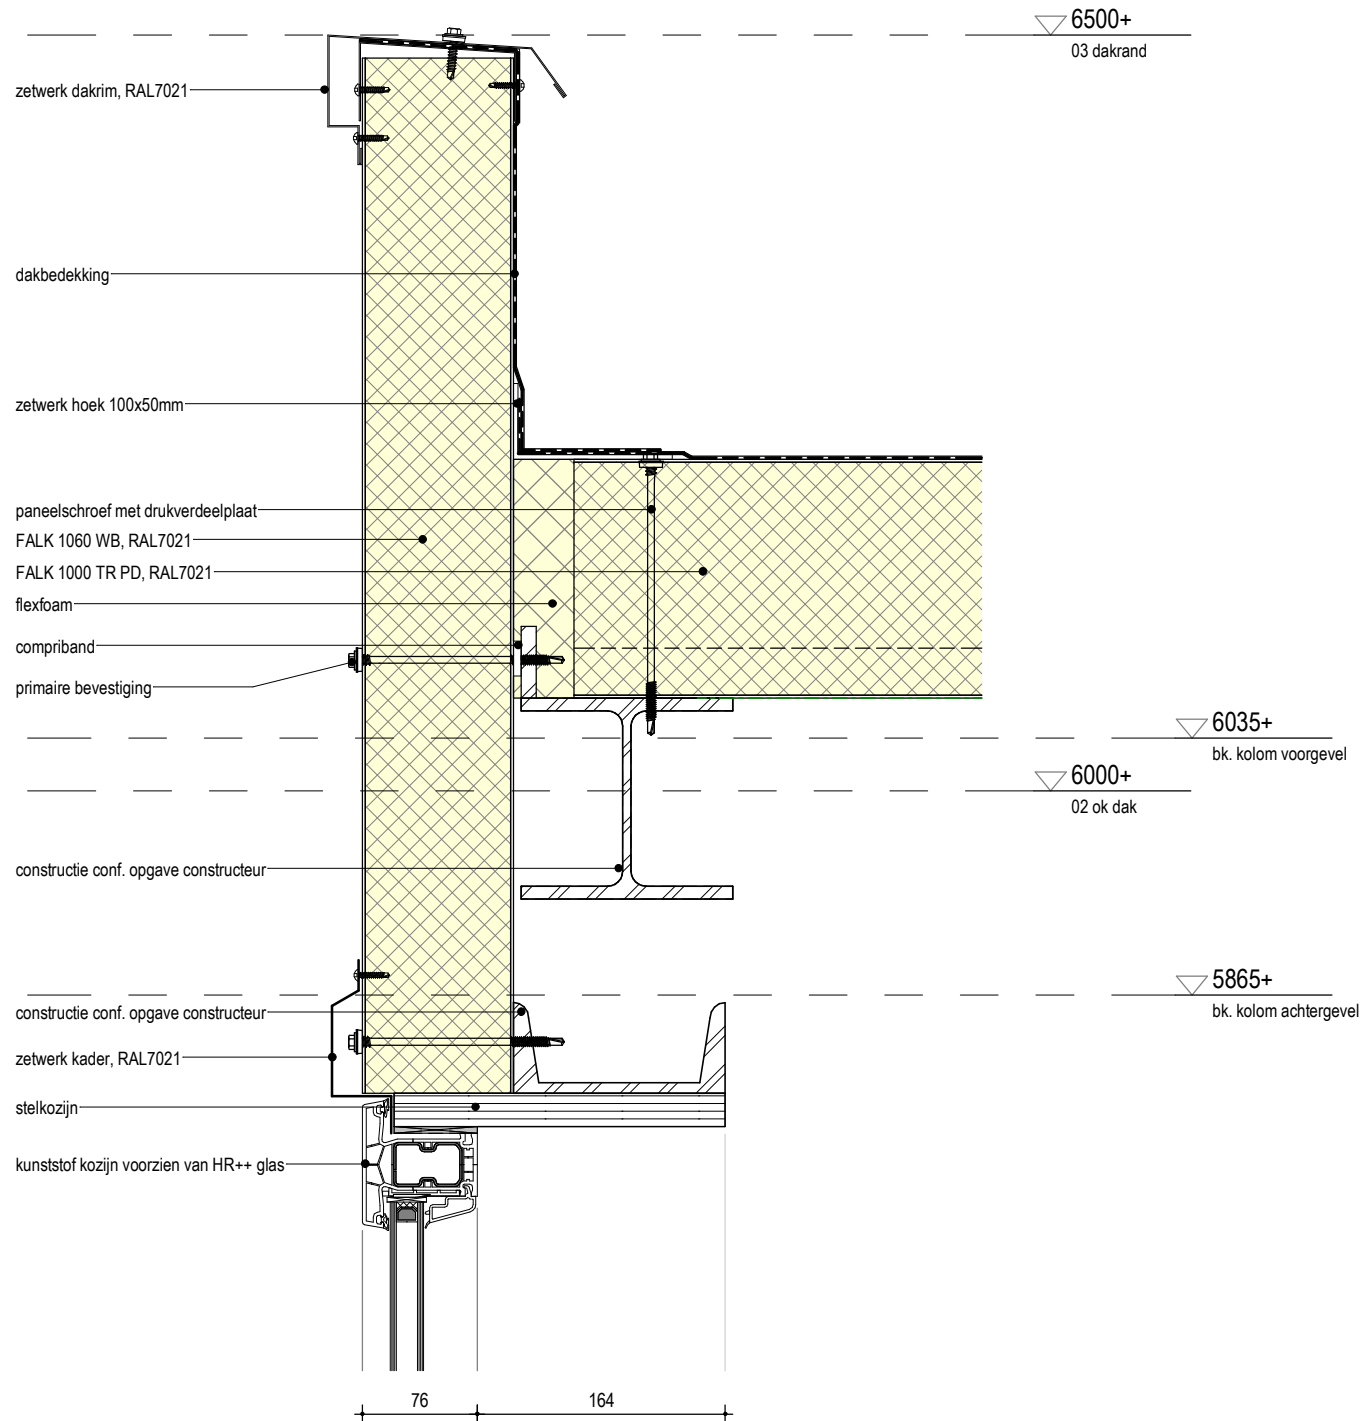 6500+
03 dakrand
zetwerk dakrim, RAL7021
dakbedekking
zetwerk hoek 100x50mm
paneelschroef met drukverdeelplaat
FALK 1060 WB, RAL7021
FALK 1000 TR PD, RAL7021
flexfoam
compriband
primaire bevestiging
6035+
bk. kolom voorgevel
6000+
02 ok dak
constructie conf. opgave constructeur
5865+
bk. kolom achtergevel
constructie conf. opgave constructeur
zetwerk kader, RAL7021
stelkozijn
kunststof kozijn voorzien van HR++ glas
76
164